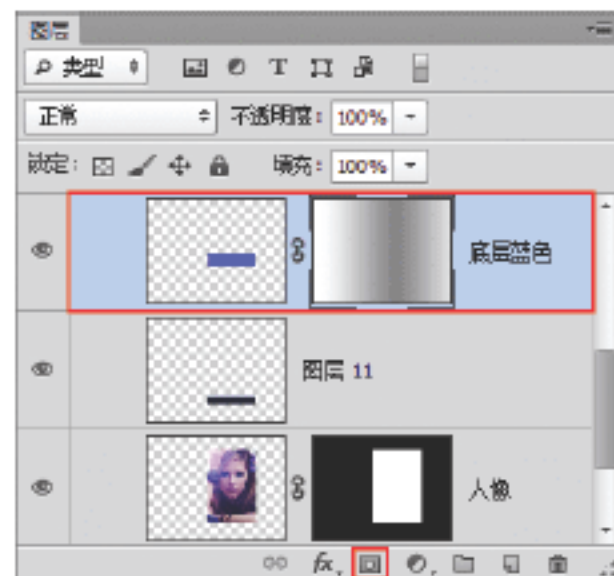 图层
类型 T
正常 不透明度: 100%
锁定: 填充: 100%
底层蓝色
图层 11
人像
fx